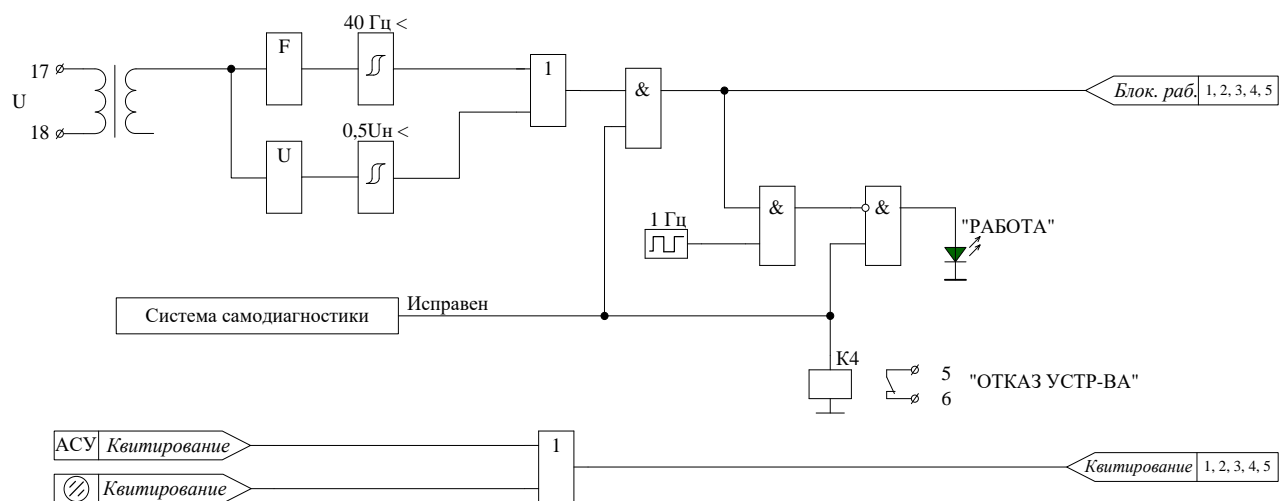 40 Гц <
F
17
1
U
&
Блок. раб. 1, 2, 3, 4, 5
18
0,5Uн <
U
&
&
1 Гц
"РАБОТА"
Исправен
Система самодиагностики
К4
5
"ОТКАЗ УСТР-ВА"
6
АСУ Квитирование
1
Квитирование 1, 2, 3, 4, 5
Квитирование